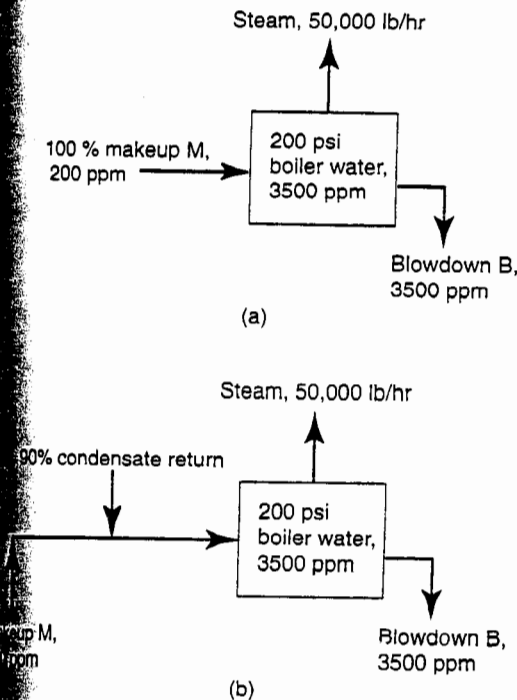 Steam, 50,000 lb/hr
100 % makeup M,
200 ppm
200 psi
boiler water,
3500 ppm
Blowdown B,
3500 ppm
(a)
Steam, 50,000 lb/hr
90% condensate return
200 psi
boiler water,
3500 ppm
M,
Blowdown B,
3500 ppm
(b)